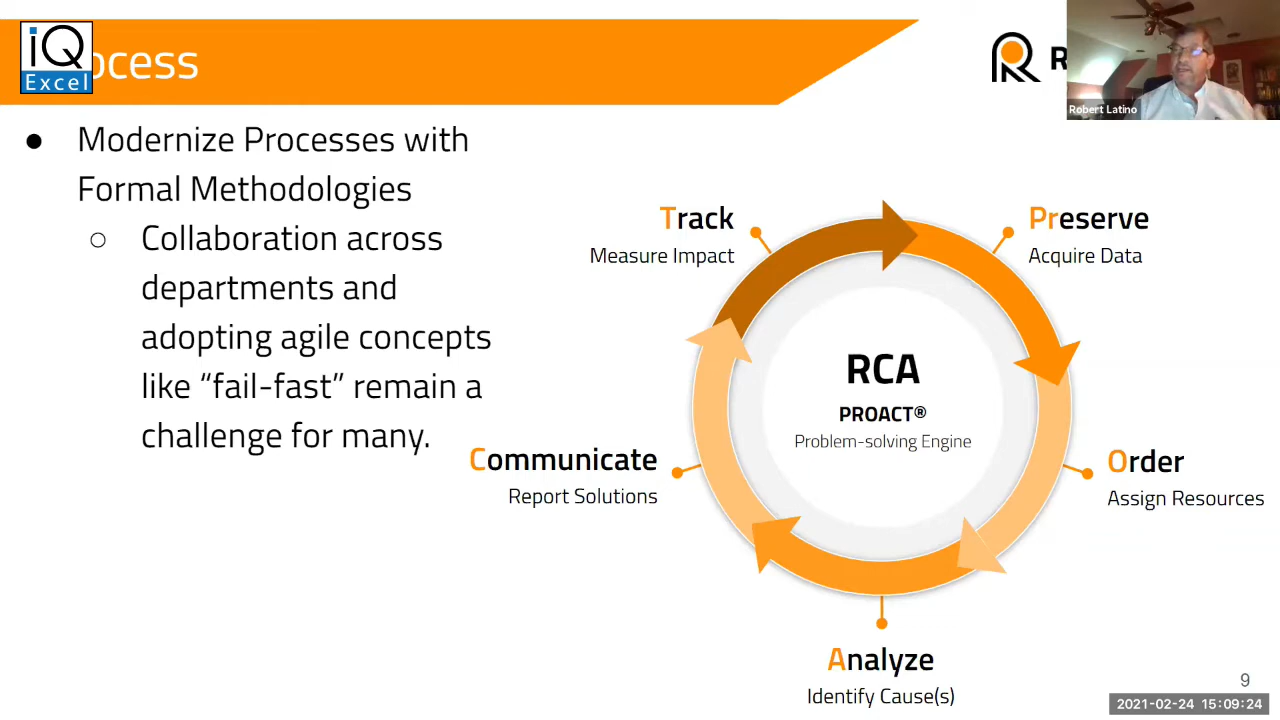 iQ
Excel
ocess
R
Robert Latino
● Modernize Processes with
Formal Methodologies
○ Collaboration across
departments and
adopting agile concepts
like “fail-fast” remain a
challenge for many.
Track
Measure Impact
Preserve
Acquire Data
RCA
PROACT®
Problem-solving Engine
Communicate
Report Solutions
Order
Assign Resources
Analyze
Identify Cause(s)
9
2021-02-24 15:09:24